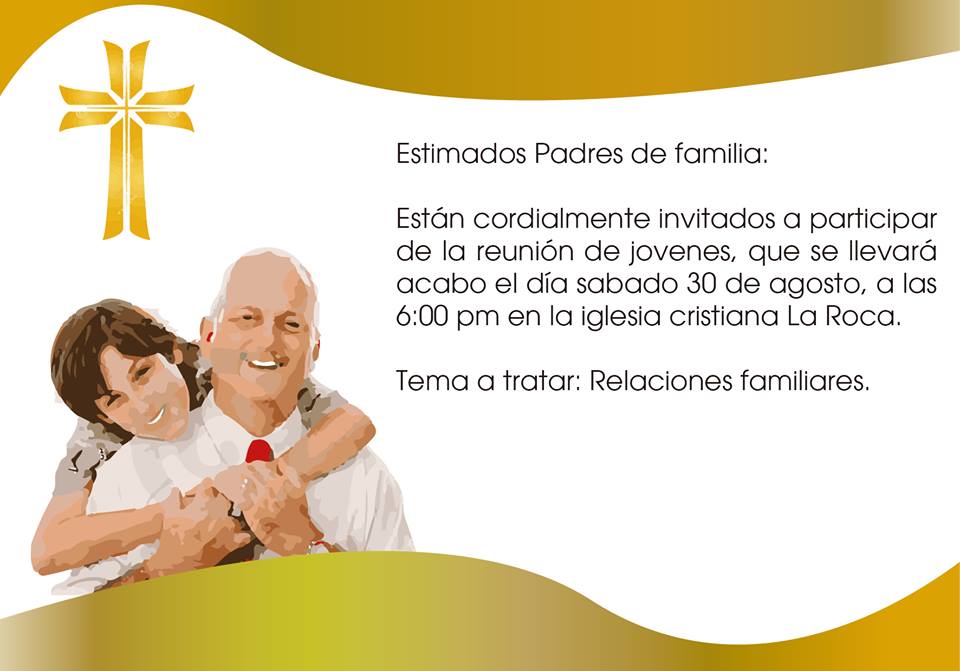 Estimados Padres de familia:
Están cordialmente invitados a participar
de la reunión de jovenes, que se llevará
acabo el día sabado 30 de agosto, a las
6:00 pm en la iglesia cristiana La Roca.
Tema a tratar: Relaciones familiares.